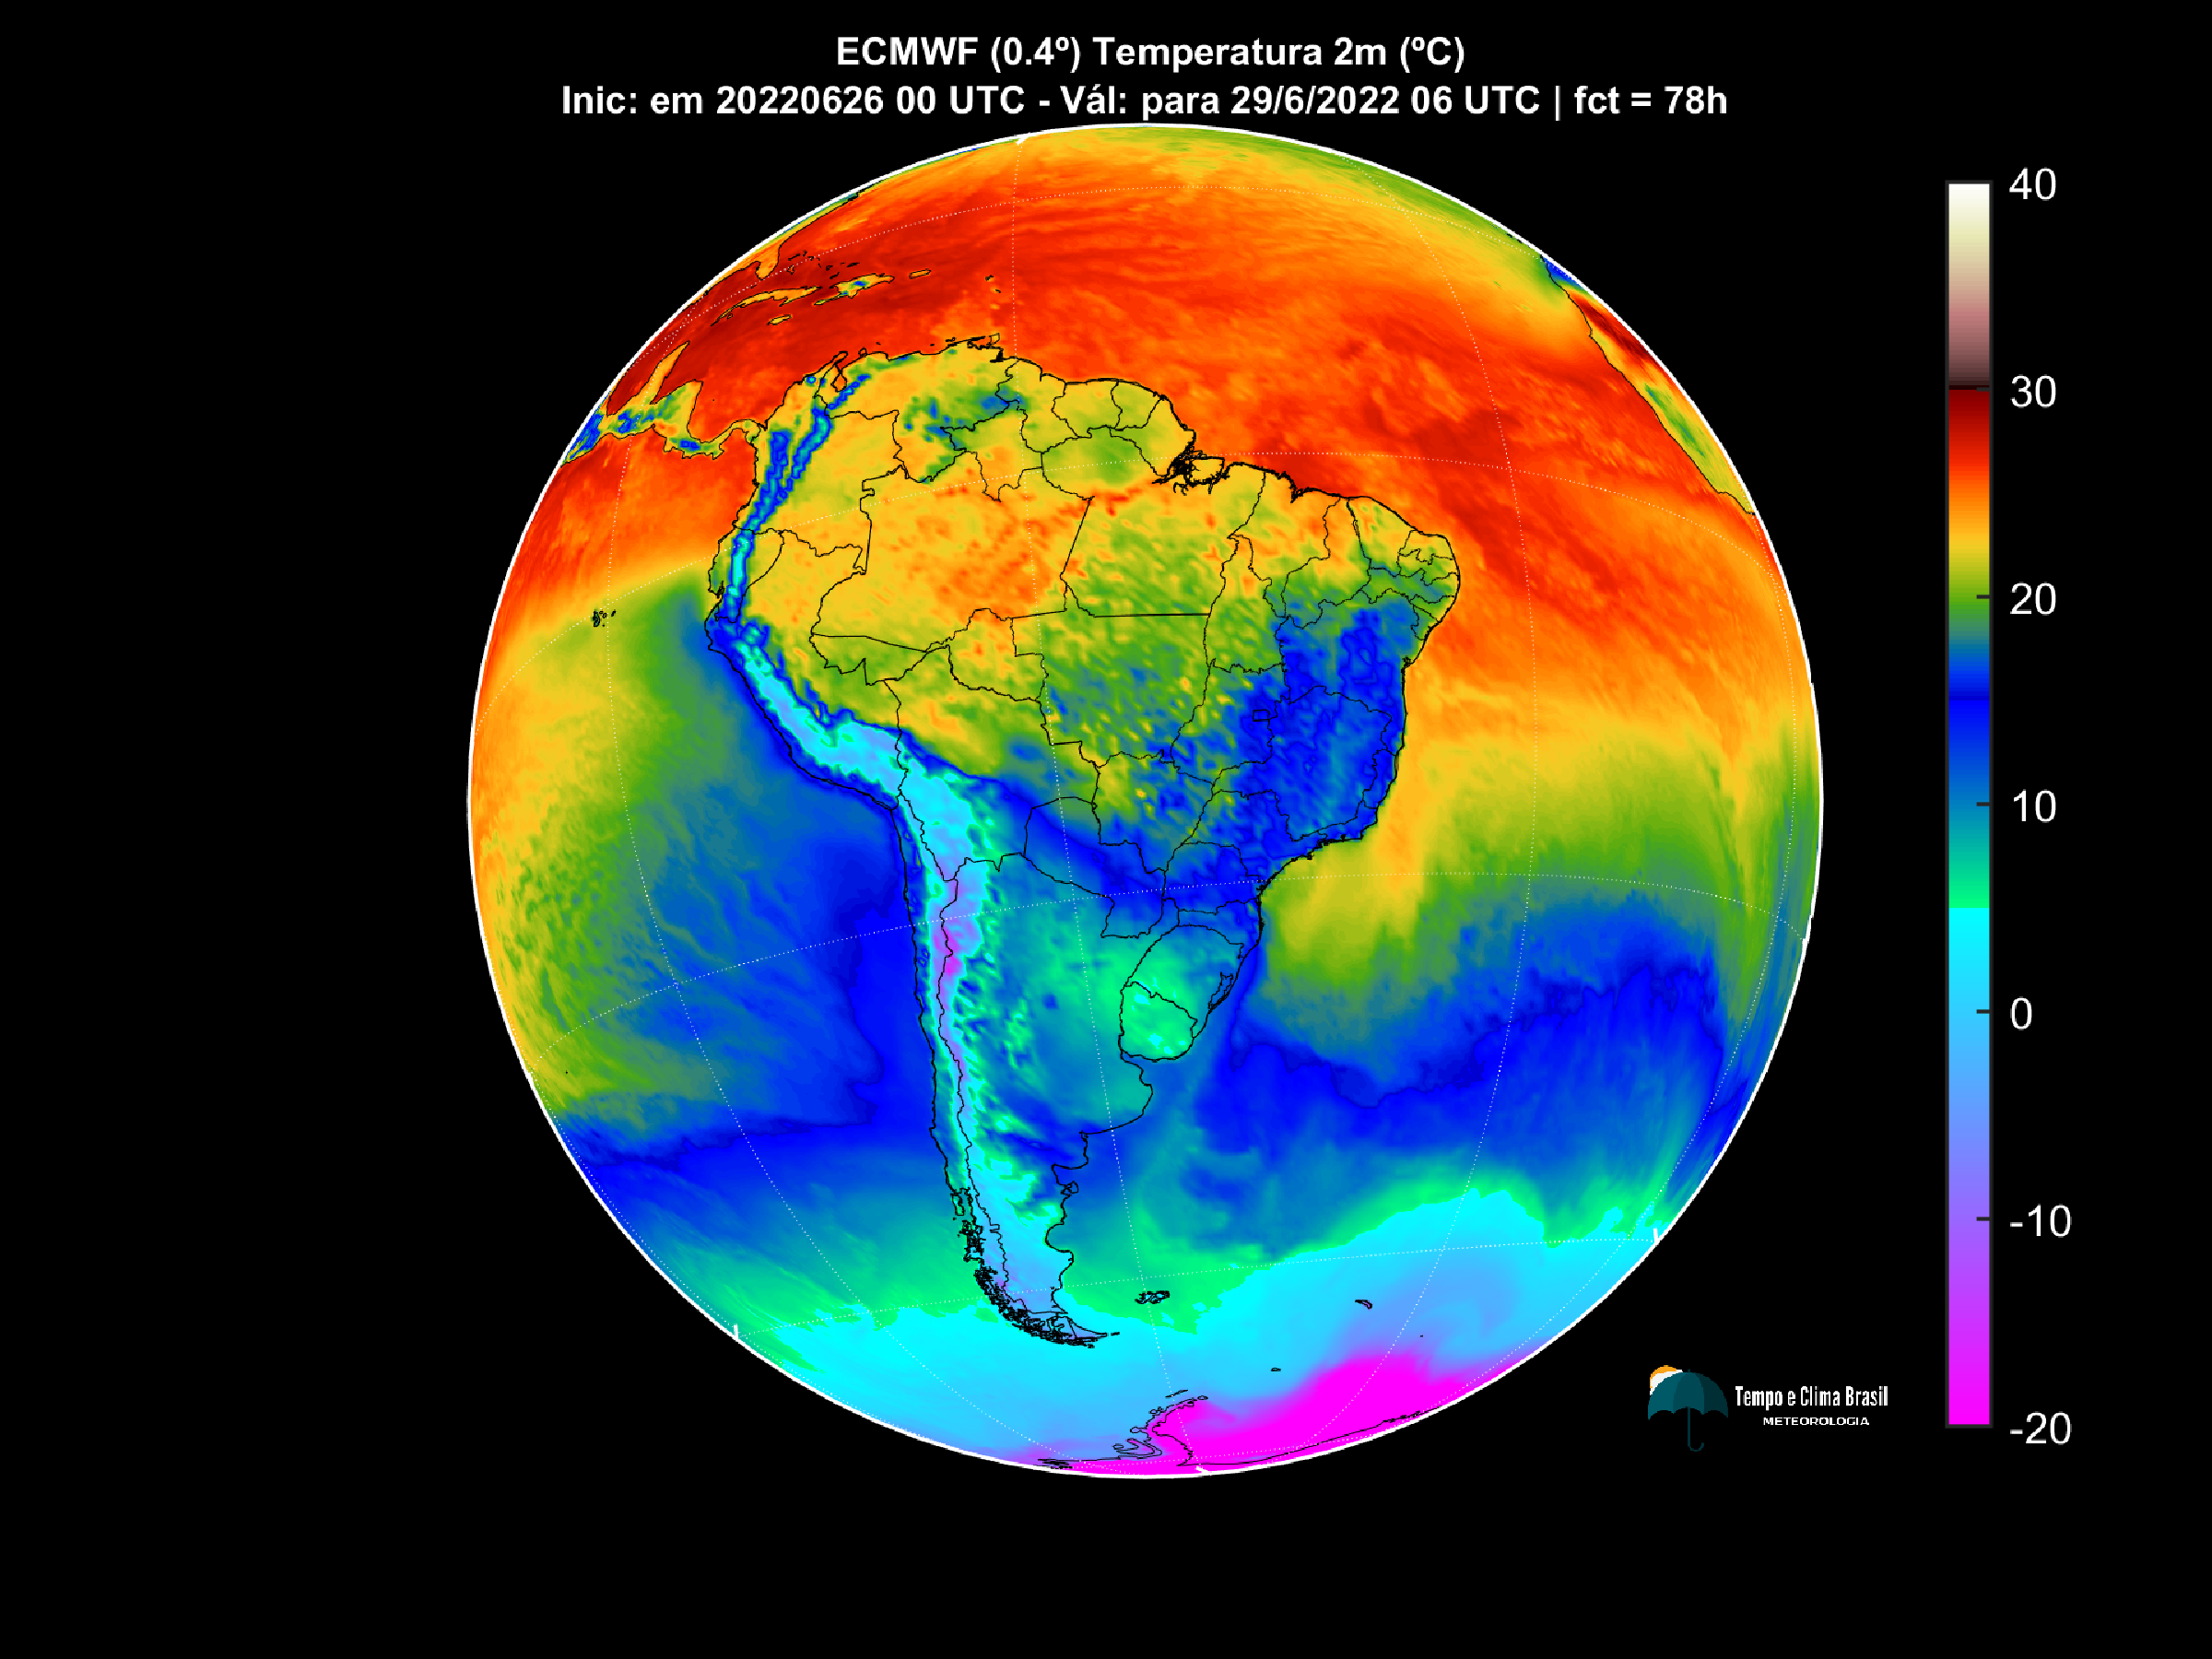 ECMWF (0.4º) Temperatura 2m (ºC)
Inic: em 20220626 00 UTC - Vál: para 29/6/2022 06 UTC | fct = 78h
40
30
20
10
0
-10
-20
Tempo e Clima Brasil
METEOROLOGIA